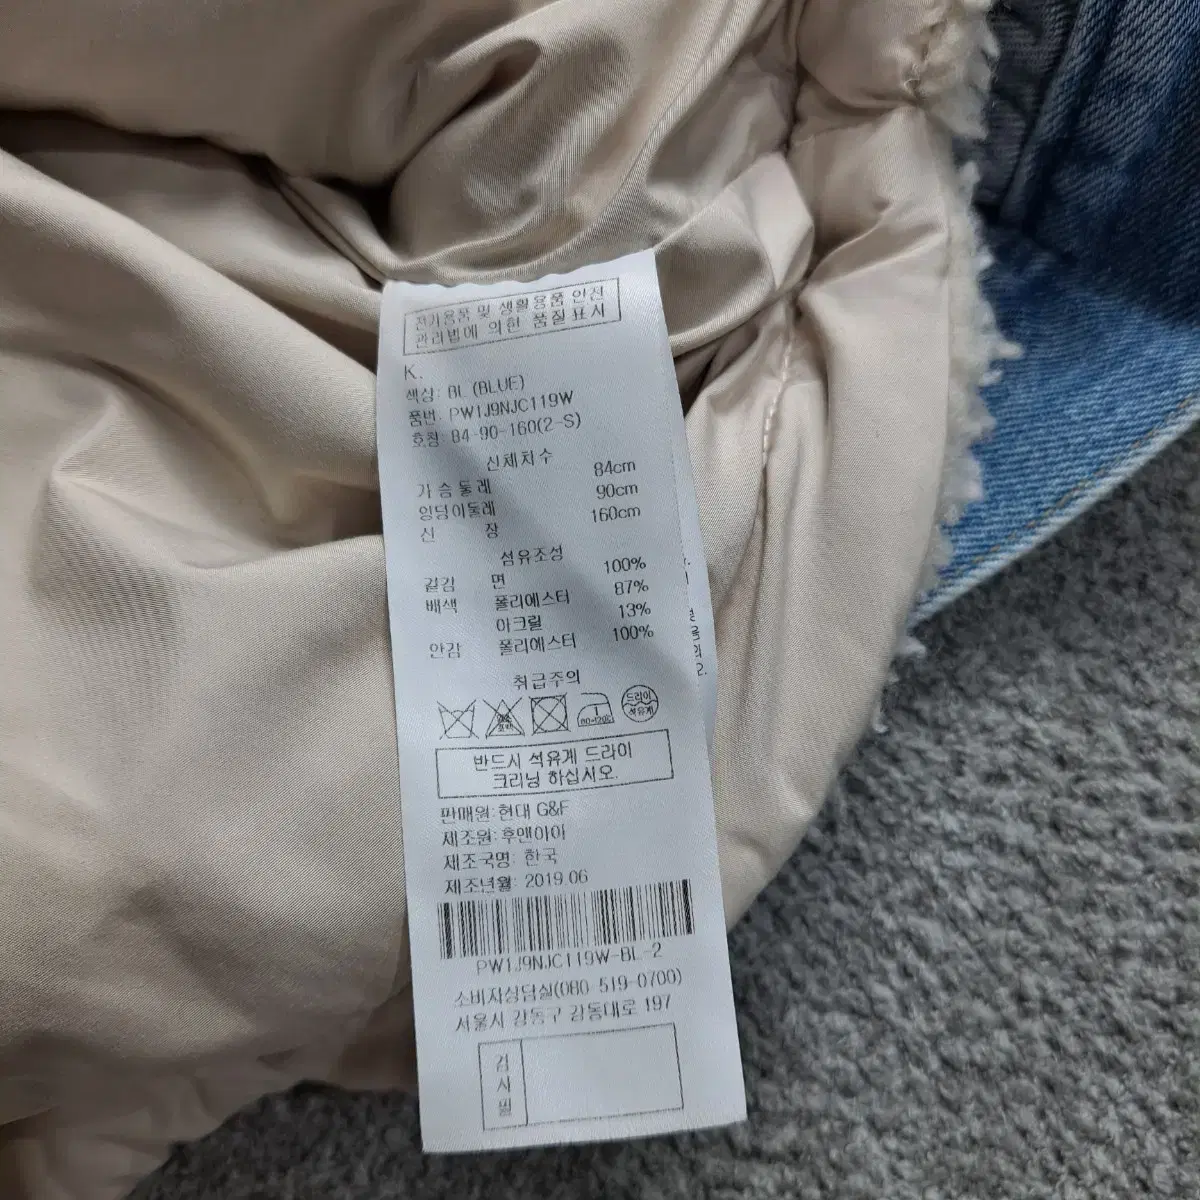 전기용품 및 생활용품 안전
관리법에 의한 품질표시
K.
색상: BL (BLUE)
품번. PW1J9NJC119W
호칭 84-90-160(2-S)
신체치수
가슴둘레 84cm
엉덩이둘레 90cm
신 장 160cm
섬유조성
겉감 면 100%
배색 폴리에스터 87%
아크릴 13%
안감 폴리에스터 100%
취급주의
80-120℃
드라이
석유계
반드시 석유계 드라이
크리닝 하십시오.
판매원:현대 G&F
제조원:후맨아이
제조국명: 한국
제조년월: 2019.06
PW1J9NJC119W-BL-2
소비자상담실(080-519-0700)
서울시 강동구 강동대로 197
검사필